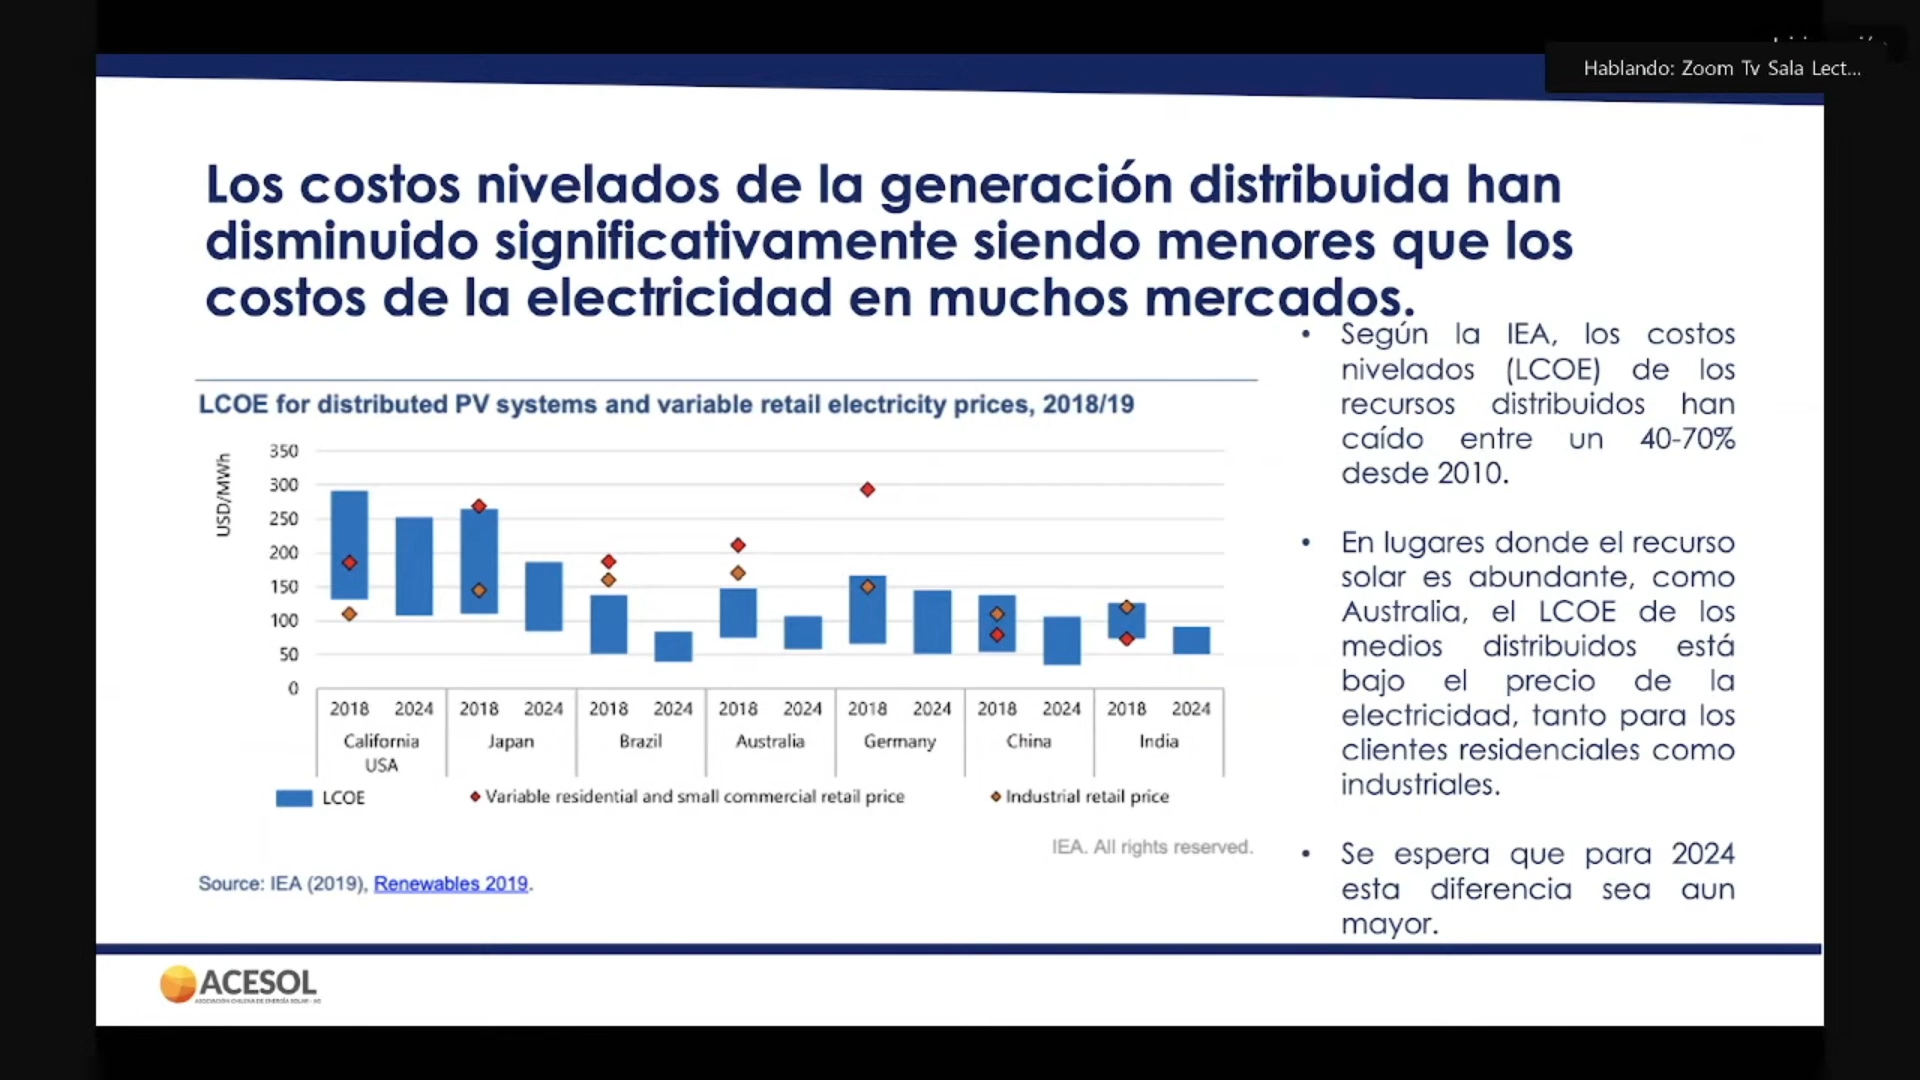 Hablando: Zoom Tv Sala Lect...
Los costos nivelados de la generación distribuida han
disminuido significativamente siendo menores que los
costos de la electricidad en muchos mercados.
LCOE for distributed PV systems and variable retail electricity prices, 2018/19
USD/MWh
350
300
250
200
150
100
50
0
2018 2024 2018 2024 2018 2024 2018 2024 2018 2024 2018 2024 2018 2024
California Japan Brazil Australia Germany China India
USA
LCOE Variable residential and small commercial retail price Industrial retail price
IEA. All rights reserved.
Source: IEA (2019), Renewables 2019.
• Según la IEA, los costos
nivelados (LCOE) de los
recursos distribuidos han
caído entre un 40-70%
desde 2010.
• En lugares donde el recurso
solar es abundante, como
Australia, el LCOE de los
medios distribuidos está
bajo el precio de la
electricidad, tanto para los
clientes residenciales como
industriales.
• Se espera que para 2024
esta diferencia sea aun
mayor.
ACESOL
ASOCIACIÓN CHILENA DE ENERGÍA SOLAR - AG